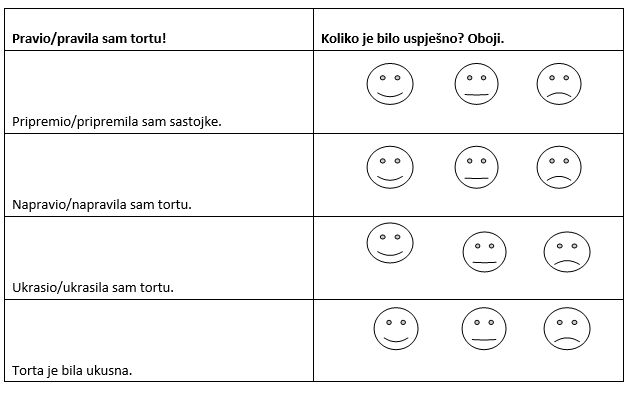 Pravio/pravila sam tortu!
Koliko je bilo uspješno? Oboji.
Pripremio/pripremila sam sastojke.
Napravio/napravila sam tortu.
Ukrasio/ukrasila sam tortu.
Torta je bila ukusna.